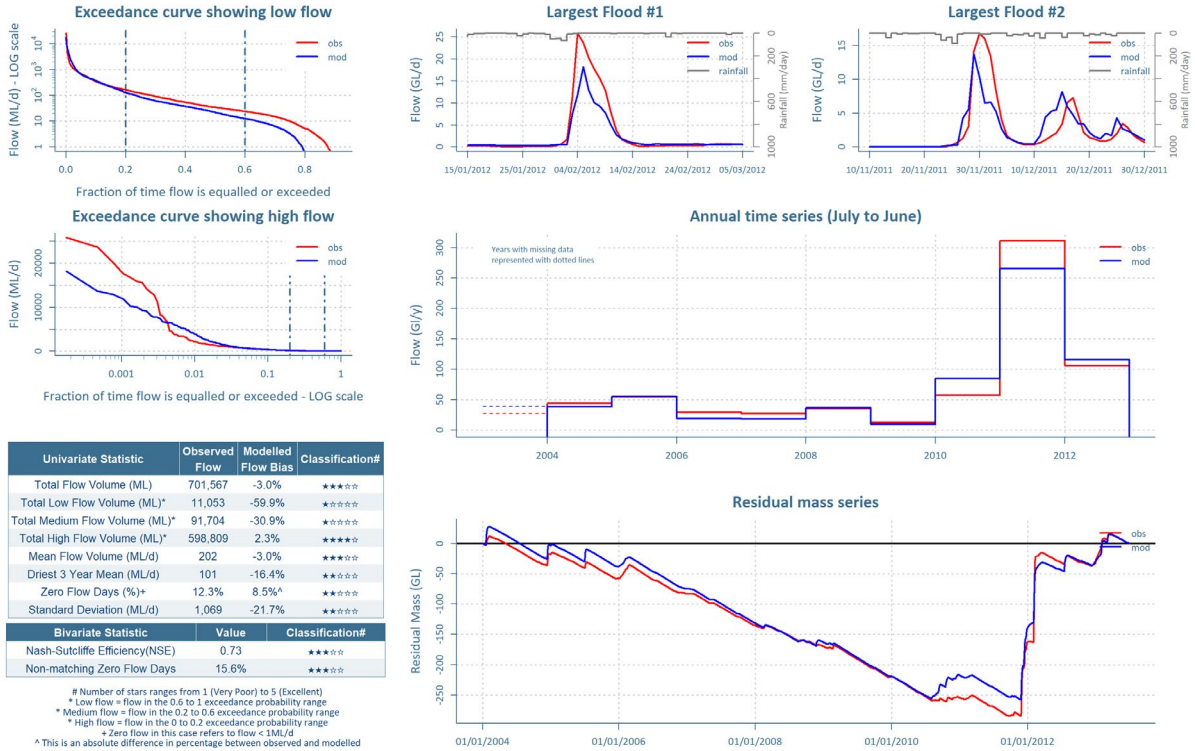 Exceedance curve showing low flow
Flow (ML/d) - LOG scale
10⁴
10³
10²
10
1
0.0
0.2
0.4
0.6
0.8
obs
mod
Fraction of time flow is equalled or exceeded
Largest Flood #1
Flow (GL/d)
25
20
15
10
5
0
obs
mod
rainfall
0
200
600
1000
Rainfall (mm/day)
15/01/2012
25/01/2012
04/02/2012
14/02/2012
24/02/2012
05/03/2012
Largest Flood #2
Flow (GL/d)
15
10
5
0
obs
mod
rainfall
0
200
600
1000
Rainfall (mm/day)
10/11/2011
20/11/2011
30/11/2011
10/12/2011
20/12/2011
30/12/2011
Exceedance curve showing high flow
Flow (ML/d)
20000
10000
0
obs
mod
0.001
0.01
0.1
1
Fraction of time flow is equalled or exceeded - LOG scale
Annual time series (July to June)
Flow (Gl/y)
300
250
200
150
100
50
0
Years with missing data
represented with dotted lines
obs
mod
2004
2006
2008
2010
2012
Univariate Statistic Observed Flow Modelled Flow Bias Classification#
Total Flow Volume (ML) 701,567 -3.0% ★★★☆☆
Total Low Flow Volume (ML)* 11,053 -59.9% ★☆☆☆☆
Total Medium Flow Volume (ML)* 91,704 -30.9% ★☆☆☆☆
Total High Flow Volume (ML)* 598,809 2.3% ★★★★☆
Mean Flow Volume (ML/d) 202 -3.0% ★★★☆☆
Driest 3 Year Mean (ML/d) 101 -16.4% ★★☆☆☆
Zero Flow Days (%)+ 12.3% 8.5%^ ★★☆☆☆
Standard Deviation (ML/d) 1,069 -21.7% ★★☆☆☆
Bivariate Statistic Value Classification#
Nash-Sutcliffe Efficiency(NSE) 0.73 ★★★☆☆
Non-matching Zero Flow Days 15.6% ★★★☆☆
# Number of stars ranges from 1 (Very Poor) to 5 (Excellent)
* Low flow = flow in the 0.6 to 1 exceedance probability range
* Medium flow = flow in the 0.2 to 0.6 exceedance probability range
* High flow = flow in the 0 to 0.2 exceedance probability range
+ Zero flow in this case refers to flow < 1ML/d
^ This is an absolute difference in percentage between observed and modelled
Residual mass series
Residual Mass (GL)
0
-50
-100
-150
-200
-250
obs
mod
01/01/2004
01/01/2006
01/01/2008
01/01/2010
01/01/2012